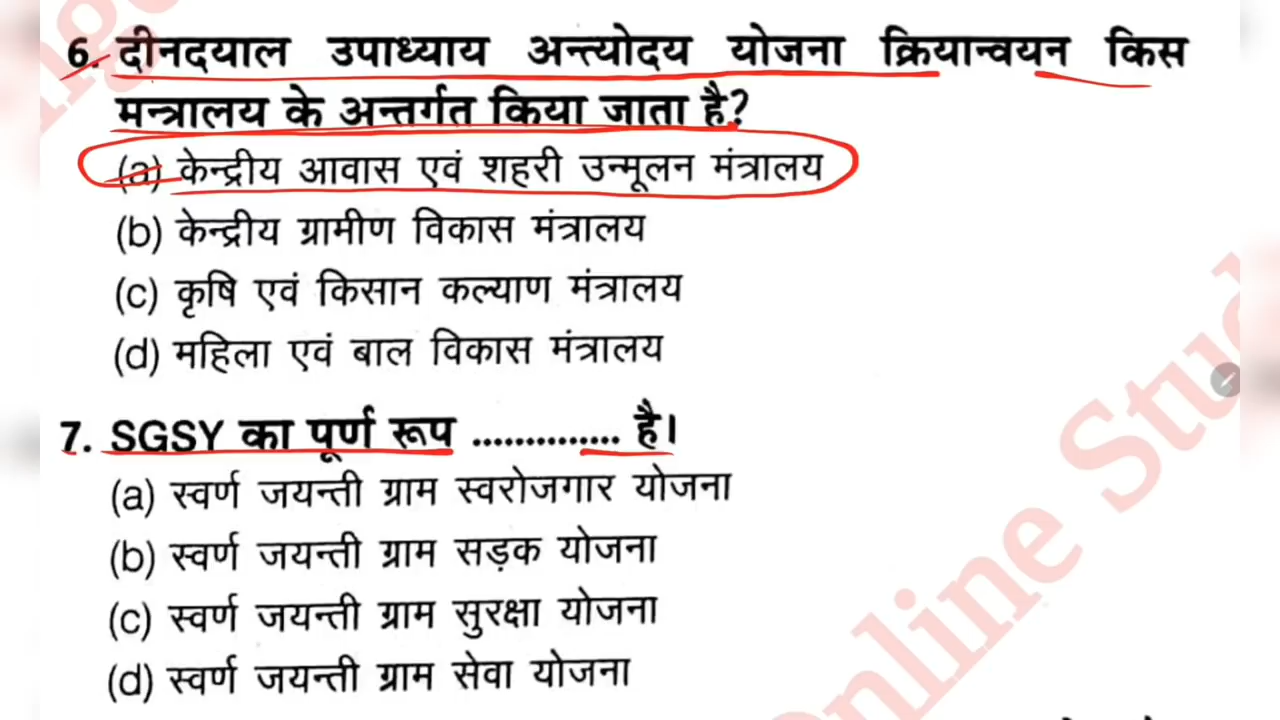 6. दीनदयाल उपाध्याय अन्त्योदय योजना क्रियान्वयन किस
मन्त्रालय के अन्तर्गत किया जाता है?
(a) केन्द्रीय आवास एवं शहरी उन्मूलन मंत्रालय
(b) केन्द्रीय ग्रामीण विकास मंत्रालय
(c) कृषि एवं किसान कल्याण मंत्रालय
(d) महिला एवं बाल विकास मंत्रालय
7. SGSY का पूर्ण रूप .............. है।
(a) स्वर्ण जयन्ती ग्राम स्वरोजगार योजना
(b) स्वर्ण जयन्ती ग्राम सड़क योजना
(c) स्वर्ण जयन्ती ग्राम सुरक्षा योजना
(d) स्वर्ण जयन्ती ग्राम सेवा योजना
Online Stud